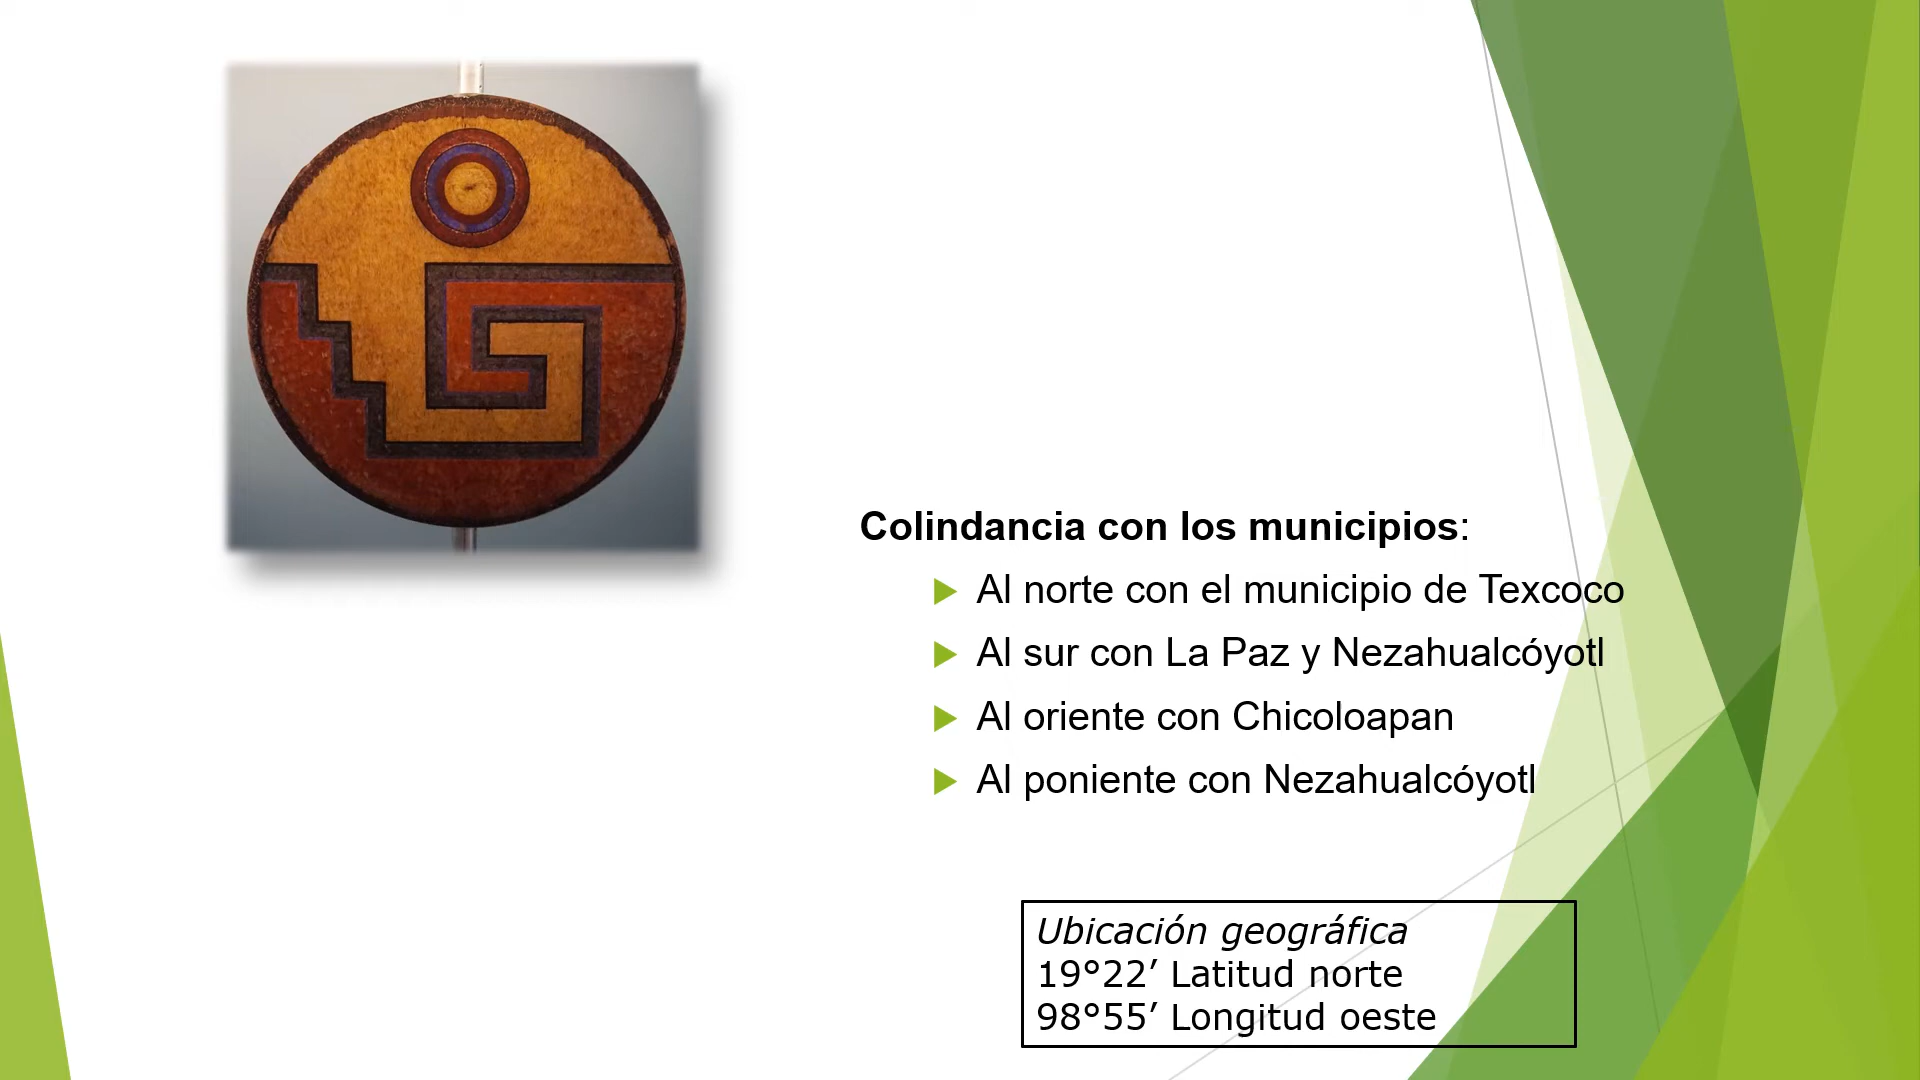 Colindancia con los municipios:
Al norte con el municipio de Texcoco
Al sur con La Paz y Nezahualcóyotl
Al oriente con Chicoloapan
Al poniente con Nezahualcóyotl
Ubicación geográfica
19°22’ Latitud norte
98°55’ Longitud oeste